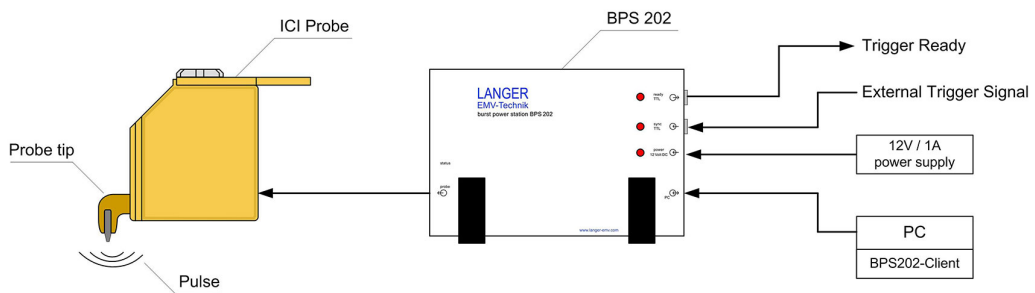 BPS 202
ICI Probe
Trigger Ready
LANGER
EMV-Technik
burst power station BPS 202
ready
TTL
External Trigger Signal
sync
TTL
12V / 1A
power supply
power
12 Volt/DC
Probe tip
status
probe
PC
www.langer-emv.com
PC
BPS202-Client
Pulse